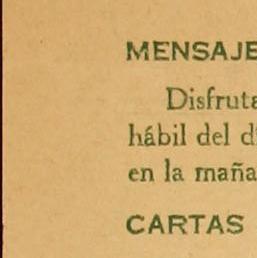 MENSAJE
Disfruta
hábil del d
en la maña
CARTAS